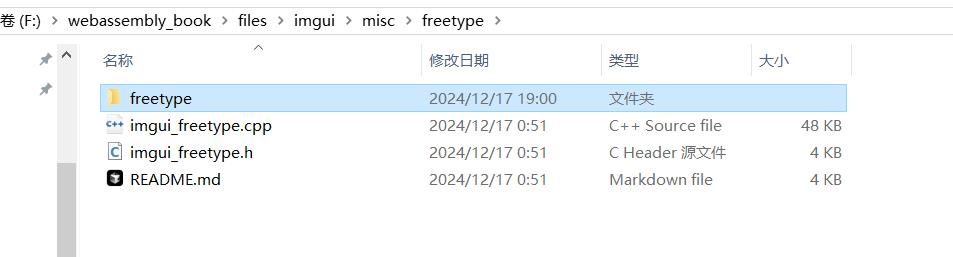 卷 (F:) > webassembly_book > files > imgui > misc > freetype >
名称 修改日期 类型 大小
freetype 2024/12/17 19:00 文件夹
imgui_freetype.cpp 2024/12/17 0:51 C++ Source file 48 KB
imgui_freetype.h 2024/12/17 0:51 C Header 源文件 4 KB
README.md 2024/12/17 0:51 Markdown file 4 KB